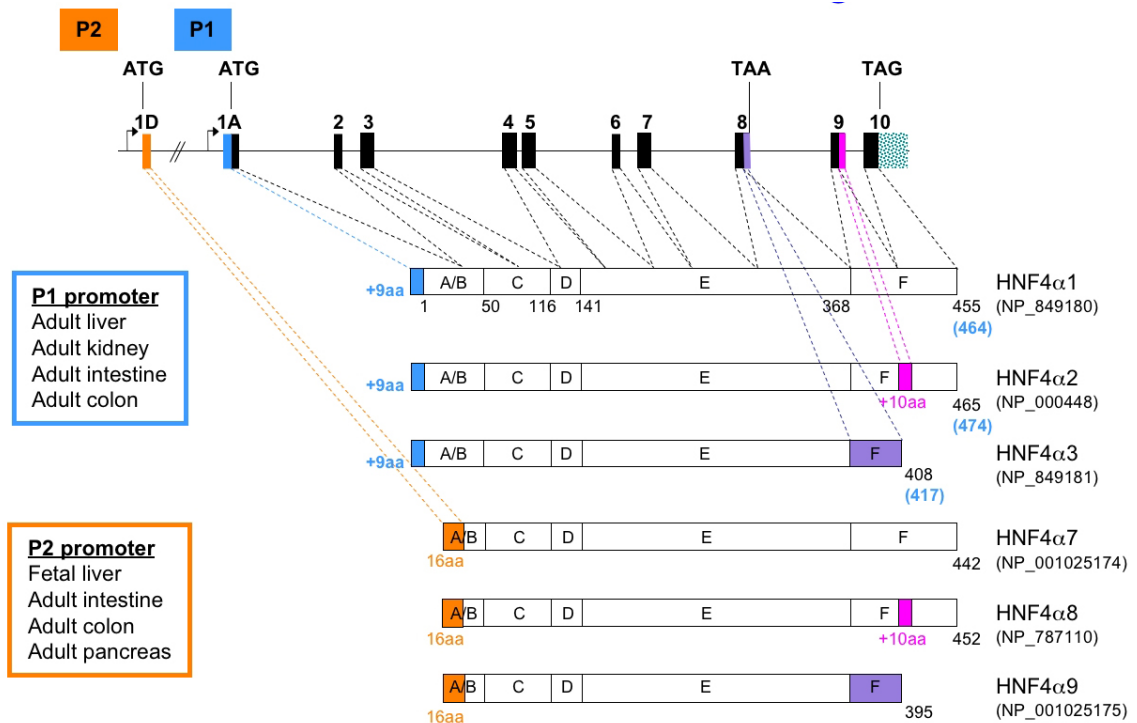 P2 P1
ATG ATG TAA TAG
1D 1A 2 3 4 5 6 7 8 9 10
P1 promoter
Adult liver
Adult kidney
Adult intestine
Adult colon
+9aa A/B C D E F HNF4α1
1 50 116 141 368 455 (NP_849180)
(464)
+9aa A/B C D E F HNF4α2
+10aa 465 (NP_000448)
(474)
+9aa A/B C D E F HNF4α3
408 (NP_849181)
(417)
P2 promoter
Fetal liver
Adult intestine
Adult colon
Adult pancreas
A/B C D E F HNF4α7
16aa 442 (NP_001025174)
A/B C D E F HNF4α8
16aa +10aa 452 (NP_787110)
A/B C D E F HNF4α9
16aa 395 (NP_001025175)